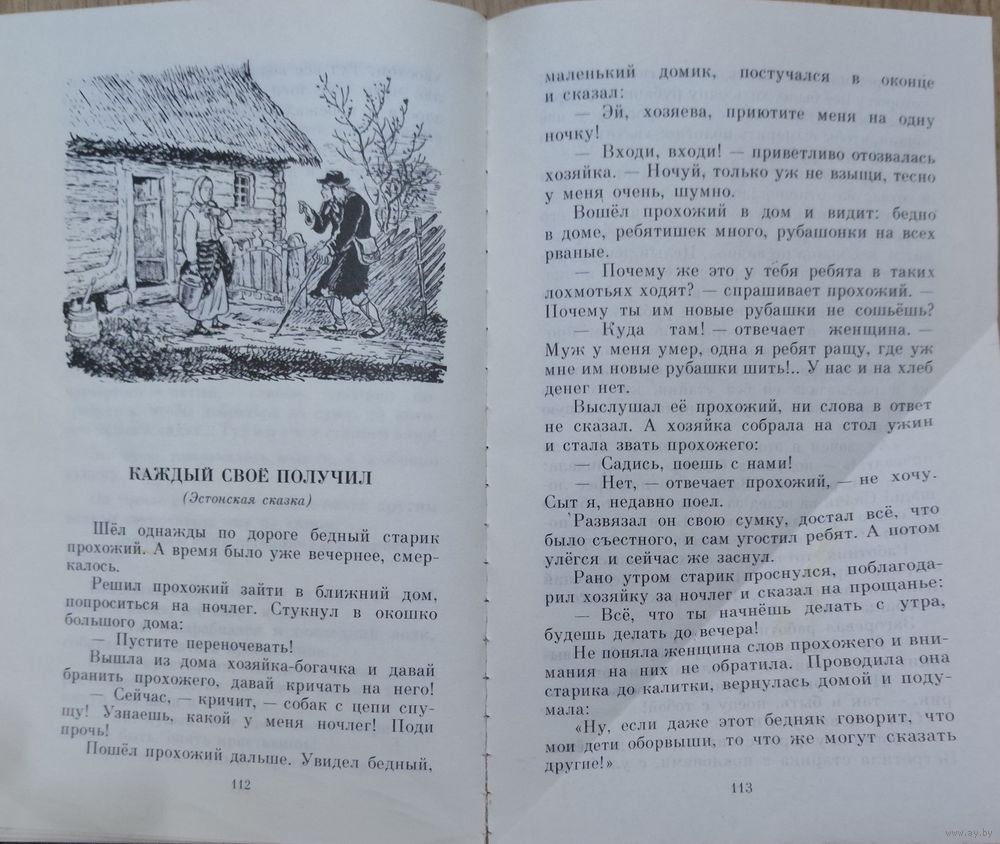 КАЖДЫЙ СВОЁ ПОЛУЧИЛ
(Эстонская сказка)
Шёл однажды по дороге бедный старик
прохожий. А время было уже вечернее, смер-
калось.
Решил прохожий зайти в ближний дом,
попроситься на ночлег. Стукнул в окошко
большого дома:
— Пустите переночевать!
Вышла из дома хозяйка-богачка и давай
бранить прохожего, давай кричать на него!
— Сейчас, — кричит, — собак с цепи спу-
щу! Узнаешь, какой у меня ночлег! Поди
прочь!
Пошёл прохожий дальше. Увидел бедный,
112
маленький домик, постучался в оконце
и сказал:
— Эй, хозяева, приютите меня на одну
ночку!
— Входи, входи! — приветливо отозвалась
хозяйка. — Ночуй, только уж не взыщи, тесно
у меня очень, шумно.
Вошёл прохожий в дом и видит: бедно
в доме, ребятишек много, рубашонки на всех
рваные.
— Почему же это у тебя ребята в таких
лохмотьях ходят? — спрашивает прохожий. —
Почему ты им новые рубашки не сошьёшь?
— Куда там! — отвечает женщина. —
Муж у меня умер, одна я ребят ращу, где уж
мне им новые рубашки шить!.. У нас и на хлеб
денег нет.
Выслушал её прохожий, ни слова в ответ
не сказал. А хозяйка собрала на стол ужин
и стала звать прохожего:
— Садись, поешь с нами!
— Нет, — отвечает прохожий, — не хочу.
Сыт я, недавно поел.
Развязал он свою сумку, достал всё, что
было съестного, и сам угостил ребят. А потом
улёгся и сейчас же заснул.
Рано утром старик проснулся, поблагода-
рил хозяйку за ночлег и сказал на прощанье:
— Всё, что ты начнёшь делать с утра,
будешь делать до вечера!
Не поняла женщина слов прохожего и вни-
мания на них не обратила. Проводила она
старика до калитки, вернулась домой и поду-
мала:
«Ну, если даже этот бедняк говорит, что
мои дети оборвыши, то что же могут сказать
другие!»
113
www.ay.by